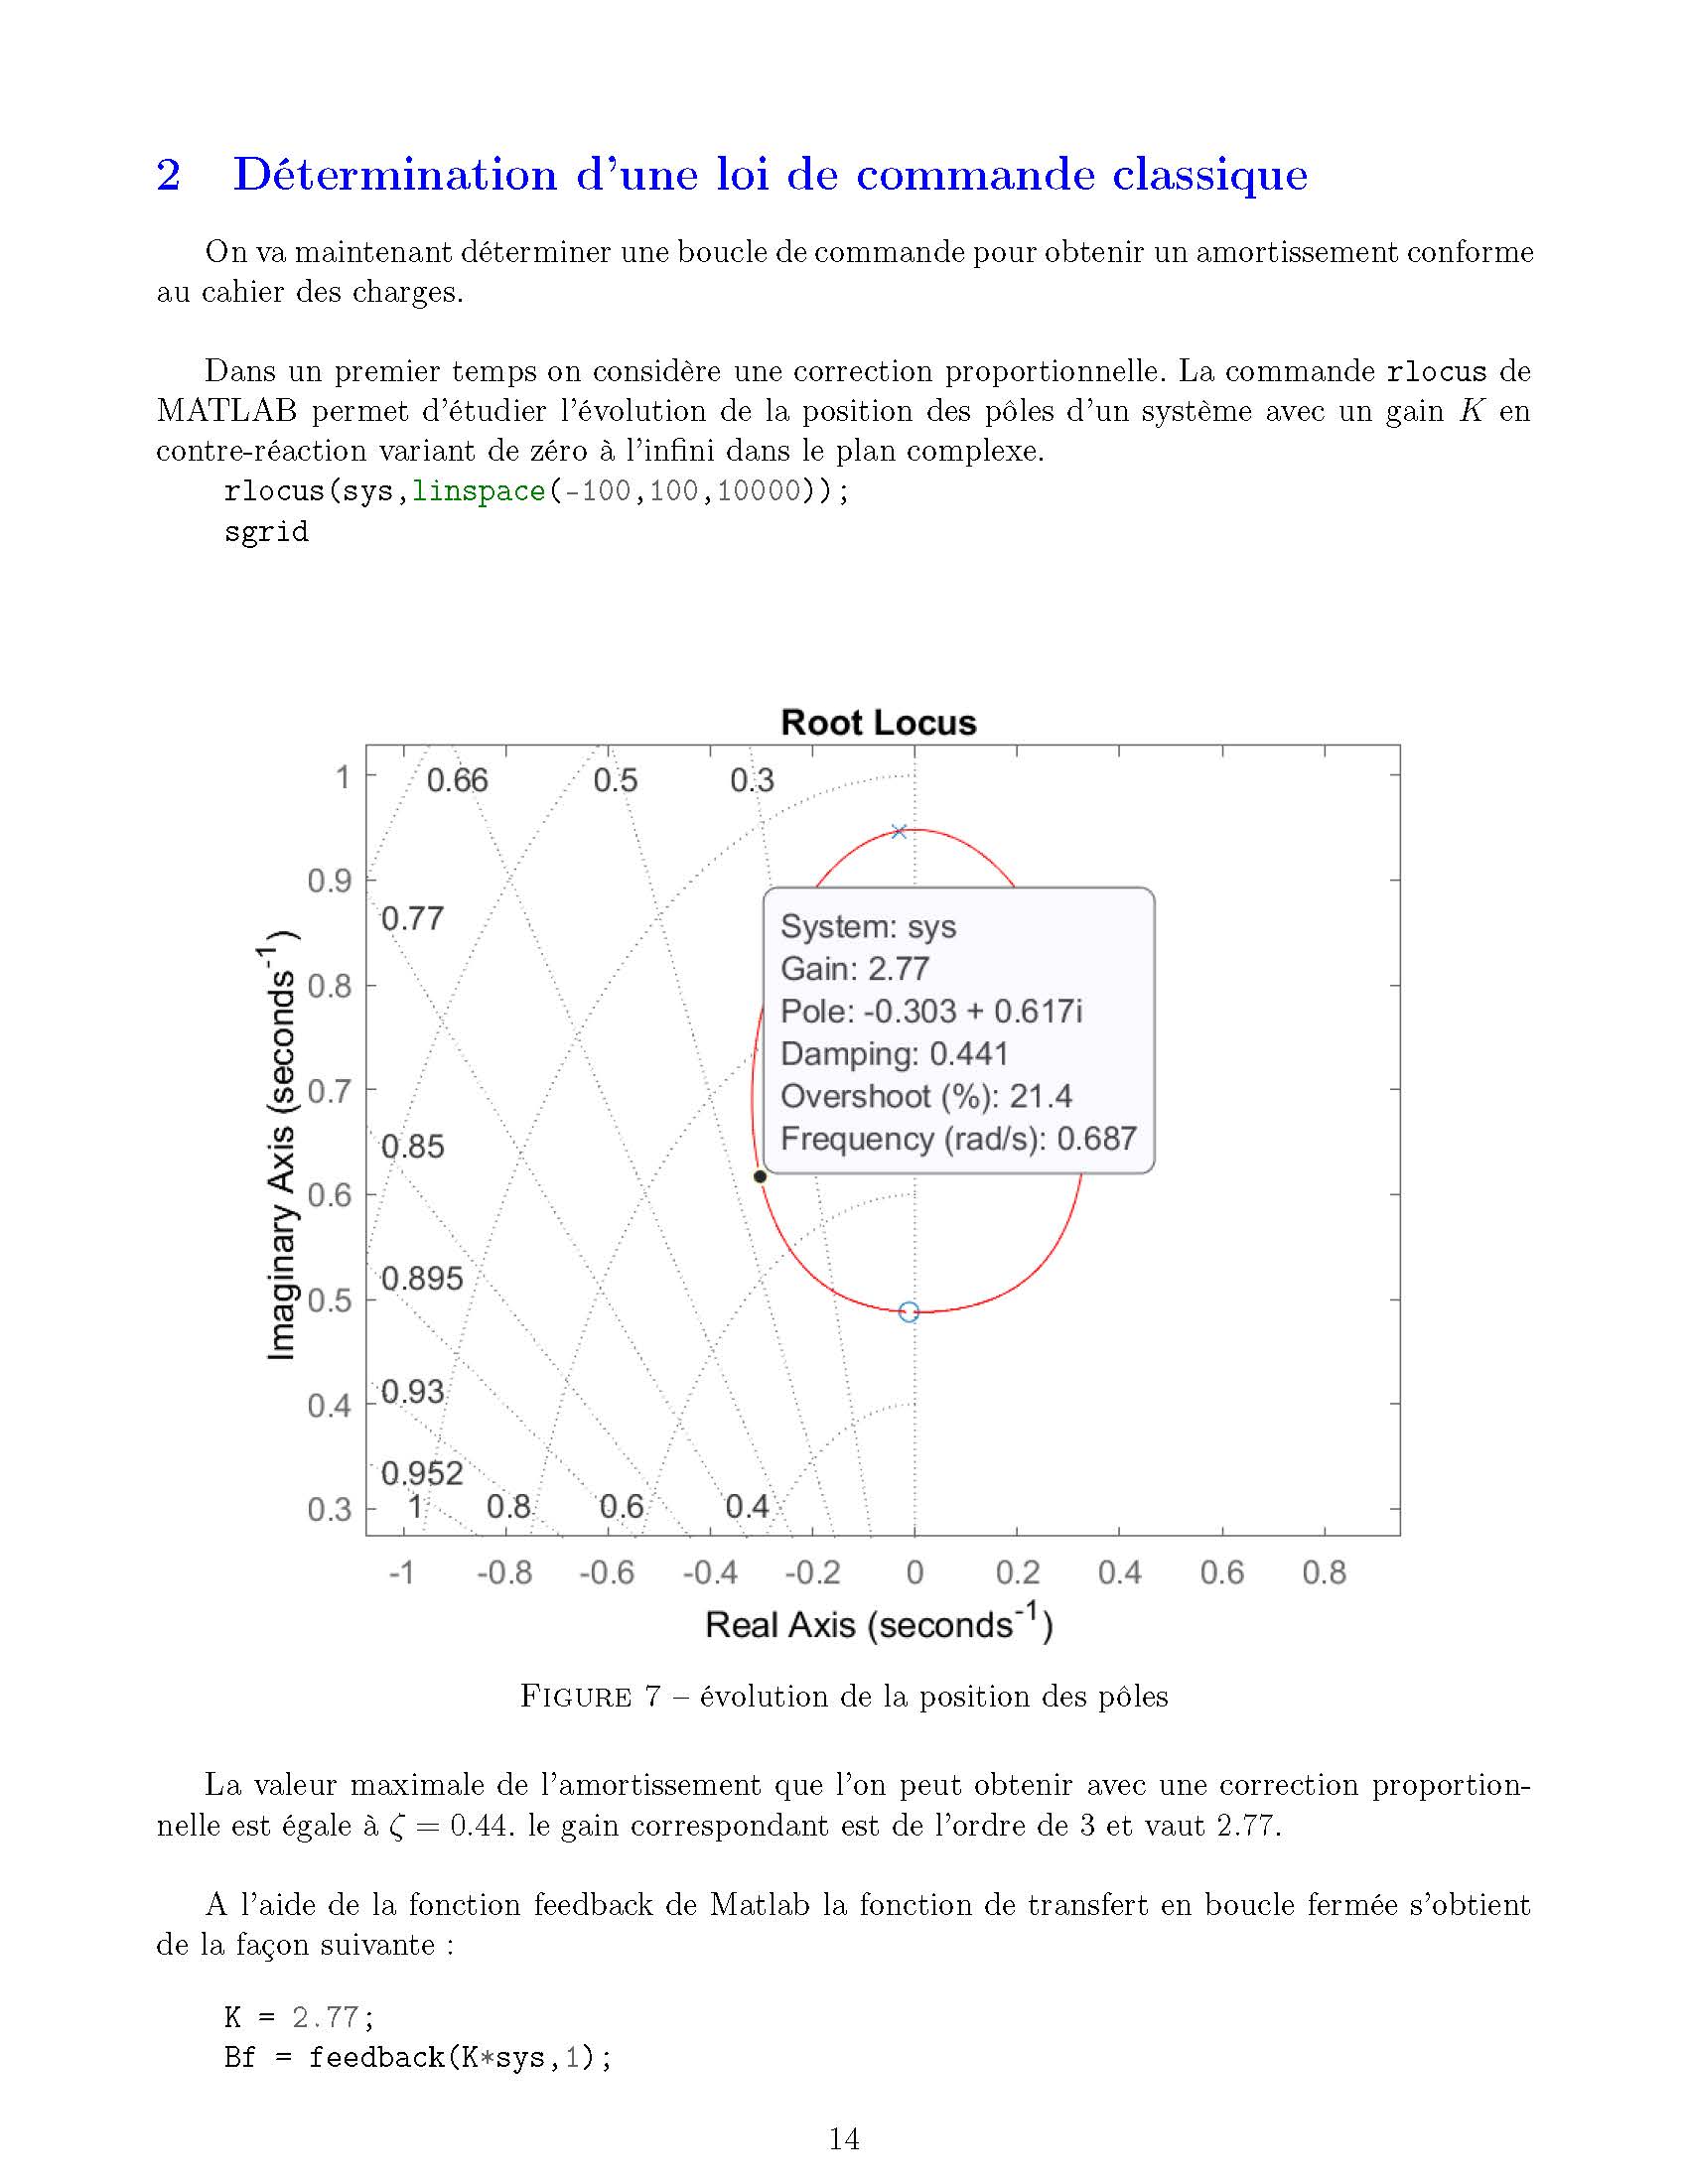 2 Détermination d'une loi de commande classique
On va maintenant déterminer une boucle de commande pour obtenir un amortissement conforme
au cahier des charges.
Dans un premier temps on considère une correction proportionnelle. La commande rlocus de
MATLAB permet d'étudier l'évolution de la position des pôles d'un système avec un gain K en
contre-réaction variant de zéro à l'infini dans le plan complexe.
rlocus(sys,linspace(-100,100,10000));
sgrid
Root Locus
1
0.9
0.8
0.7
0.6
0.5
0.4
0.3
Imaginary Axis (seconds-1)
0.66 0.5 0.3
0.77
0.85
0.895
0.93
0.952
1 0.8 0.6 0.4
System: sys
Gain: 2.77
Pole: -0.303 + 0.617i
Damping: 0.441
Overshoot (%): 21.4
Frequency (rad/s): 0.687
-1 -0.8 -0.6 -0.4 -0.2 0 0.2 0.4 0.6 0.8
Real Axis (seconds-1)
FIGURE 7 – évolution de la position des pôles
La valeur maximale de l'amortissement que l'on peut obtenir avec une correction proportion-
nelle est égale à ζ = 0.44. le gain correspondant est de l'ordre de 3 et vaut 2.77.
A l'aide de la fonction feedback de Matlab la fonction de transfert en boucle fermée s'obtient
de la façon suivante :
K = 2.77;
Bf = feedback(K*sys,1);
14